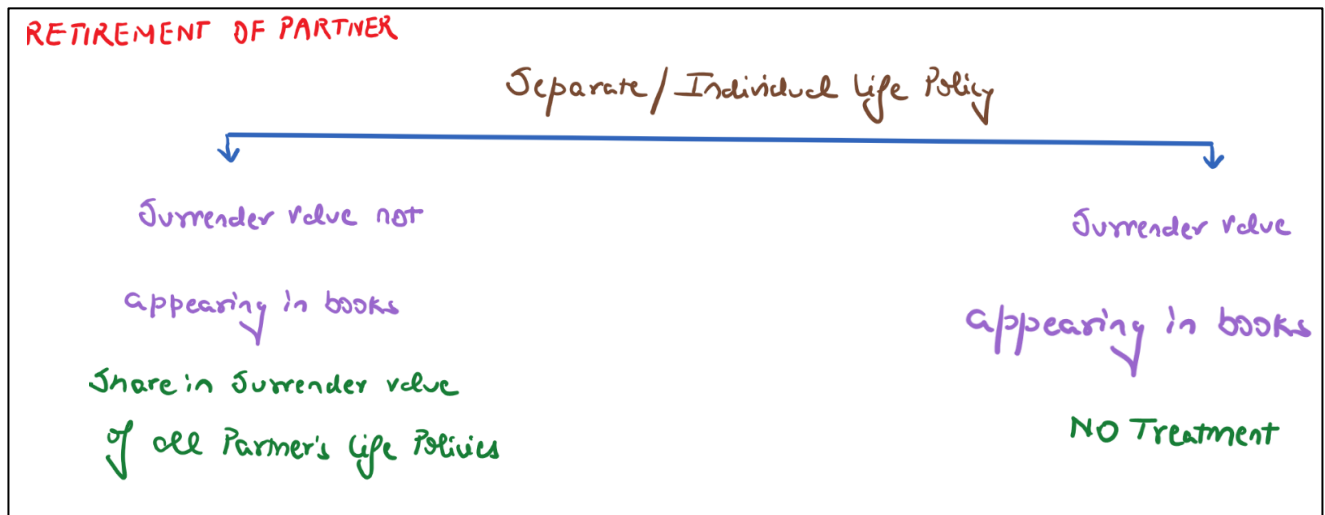 RETIREMENT OF PARTNER
Separate/Individual Life Policy
Surrender value not
appearing in books
Share in Surrender value
of all Partner's Life Policies
Surrender value
appearing in books
NO Treatment